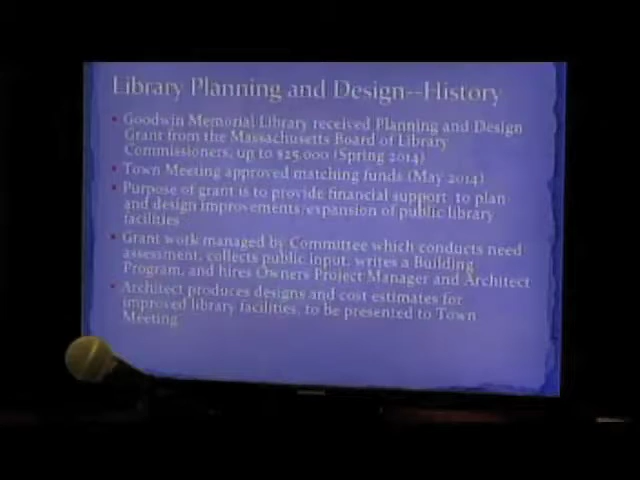 Library Planning and Design--History
• Goodwin Memorial Library received Planning and Design
Grant from the Massachusetts Board of Library
Commissioners, up to $25,000 (Spring 2014)
• Town Meeting approved matching funds (May 2014)
• Purpose of grant is to provide financial support to plan
and design improvements/expansion of public library
facilities
• Grant work managed by Committee which conducts need
assessment, collects public input, writes a Building
Program, and hires Owners Project Manager and Architect
• Architect produces designs and cost estimates for
improved library facilities, to be presented to Town
Meeting